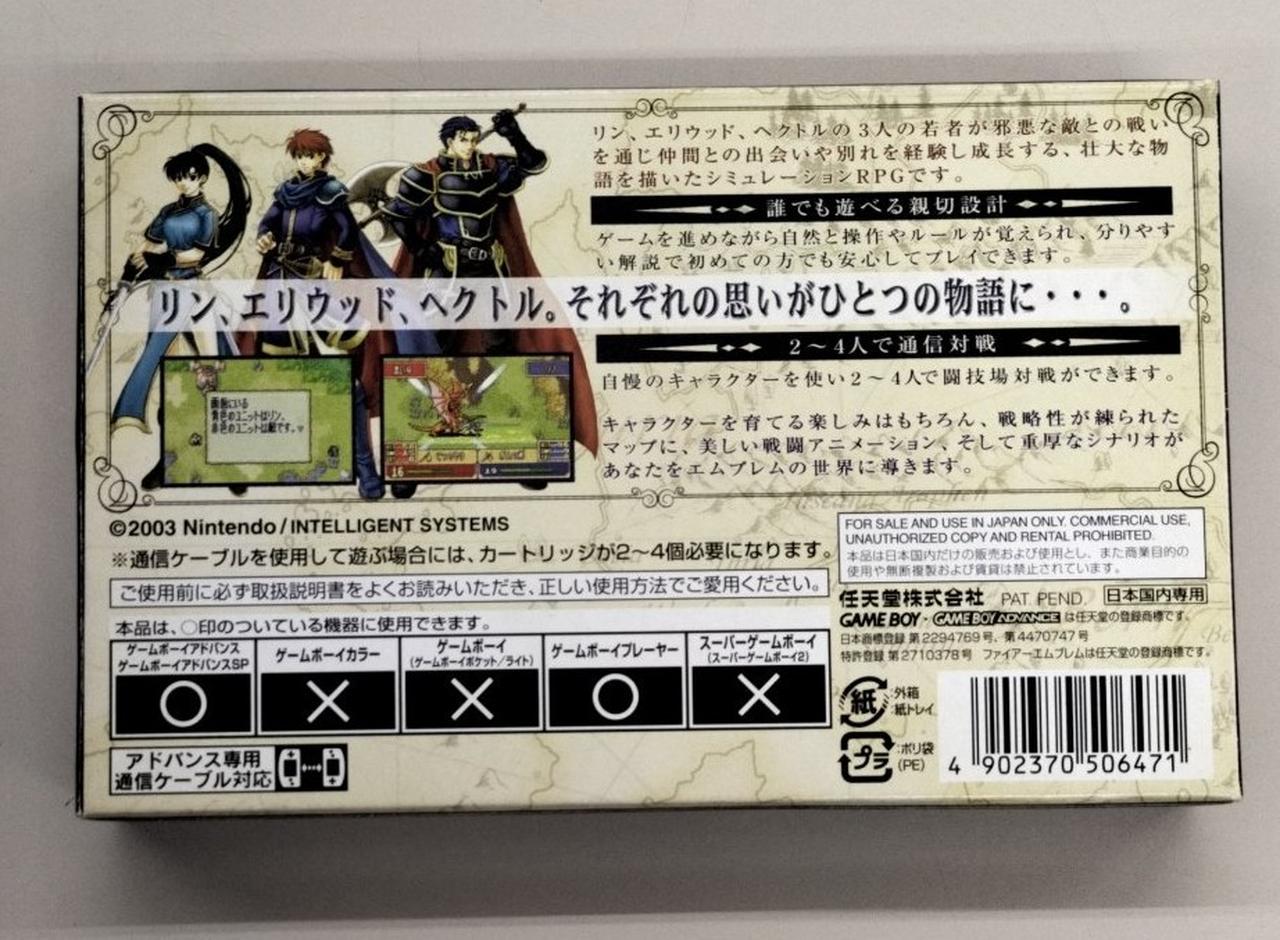 リン、エリウッド、ヘクトルの3人の若者が邪悪な敵との戦い
を通じ仲間との出会いや別れを経験し成長する、壮大な物
語を描いたシミュレーションRPGです。
誰でも遊べる親切設計
ゲームを進めながら自然と操作やルールが覚えられ、分りやす
い解説で初めての方でも安心してプレイできます。
リン、エリウッド、ヘクトル。それぞれの思いがひとつの物語に・・・。
2〜4人で通信対戦
自慢のキャラクターを使い2〜4人で闘技場対戦ができます。
キャラクターを育てる楽しみはもちろん、戦略性が練られた
マップに、美しい戦闘アニメーション、そして重厚なシナリオが
あなたをエムブレムの世界に導きます。
画面にいる
青色のユニットはリン。
赤色のユニットは敵です。
16
©2003 Nintendo/INTELLIGENT SYSTEMS
※通信ケーブルを使用して遊ぶ場合には、カートリッジが2〜4個必要になります。
ご使用前に必ず取扱説明書をよくお読みいただき、正しい使用方法でご愛用ください。
本品は、○印のついている機器に使用できます。
ゲームボーイアドバンス
ゲームボーイアドバンスSP
○
ゲームボーイカラー
×
ゲームボーイ
(ゲームボーイポケット/ライト)
×
ゲームボーイプレーヤー
○
スーパーゲームボーイ
(スーパーゲームボーイ2)
×
アドバンス専用
通信ケーブル対応
FOR SALE AND USE IN JAPAN ONLY. COMMERCIAL USE,
UNAUTHORIZED COPY AND RENTAL PROHIBITED.
本品は日本国内だけの販売および使用とし、また商業目的の
使用や無断複製および賃貸は禁止されています。
任天堂株式会社 PAT. PEND. 日本国内専用
GAME BOY・GAME BOY ADVANCE は任天堂の登録商標です。
日本商標登録 第2294769号、第4470747号
特許登録 第2710378号 ファイアーエムブレムは任天堂の登録商標です。
紙 :外箱
:紙トレイ
プラ :ポリ袋
(PE)
4 902370 506471